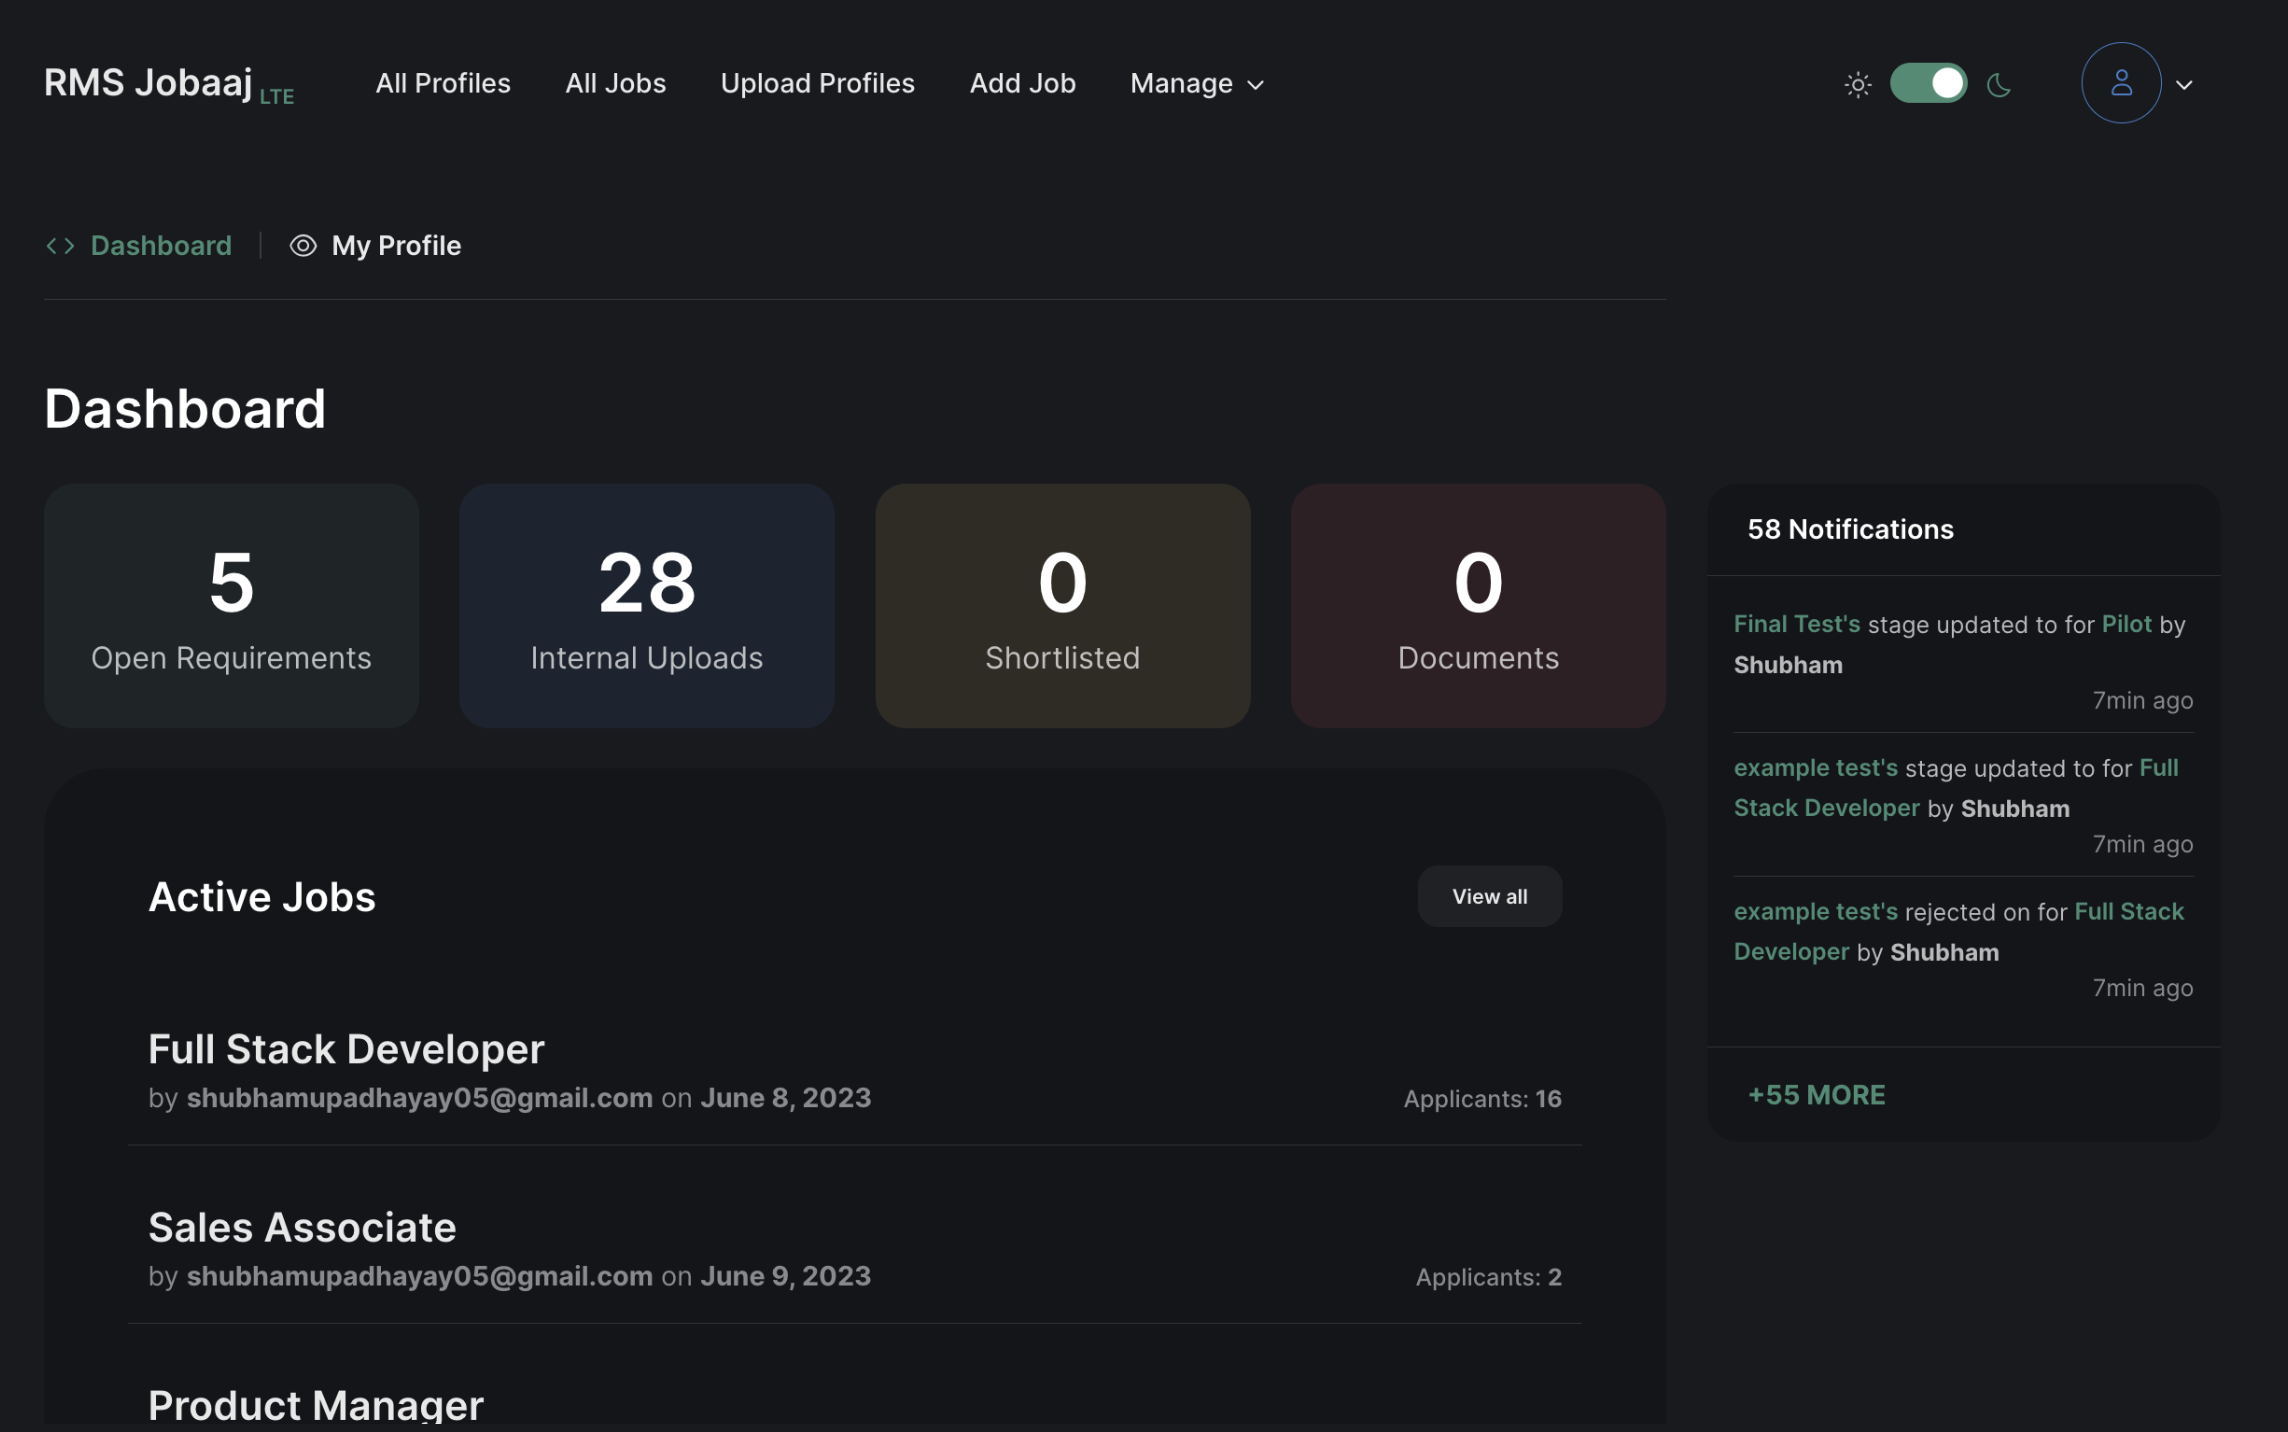 RMS Jobaaj LTE
All Profiles
All Jobs
Upload Profiles
Add Job
Manage
Dashboard
My Profile
Dashboard
5
Open Requirements
28
Internal Uploads
0
Shortlisted
0
Documents
Active Jobs
View all
Full Stack Developer
by shubhamupadhayay05@gmail.com on June 8, 2023
Applicants: 16
Sales Associate
by shubhamupadhayay05@gmail.com on June 9, 2023
Applicants: 2
Product Manager
58 Notifications
Final Test's stage updated to for Pilot by
Shubham
7min ago
example test's stage updated to for Full
Stack Developer by Shubham
7min ago
example test's rejected on for Full Stack
Developer by Shubham
7min ago
+55 MORE